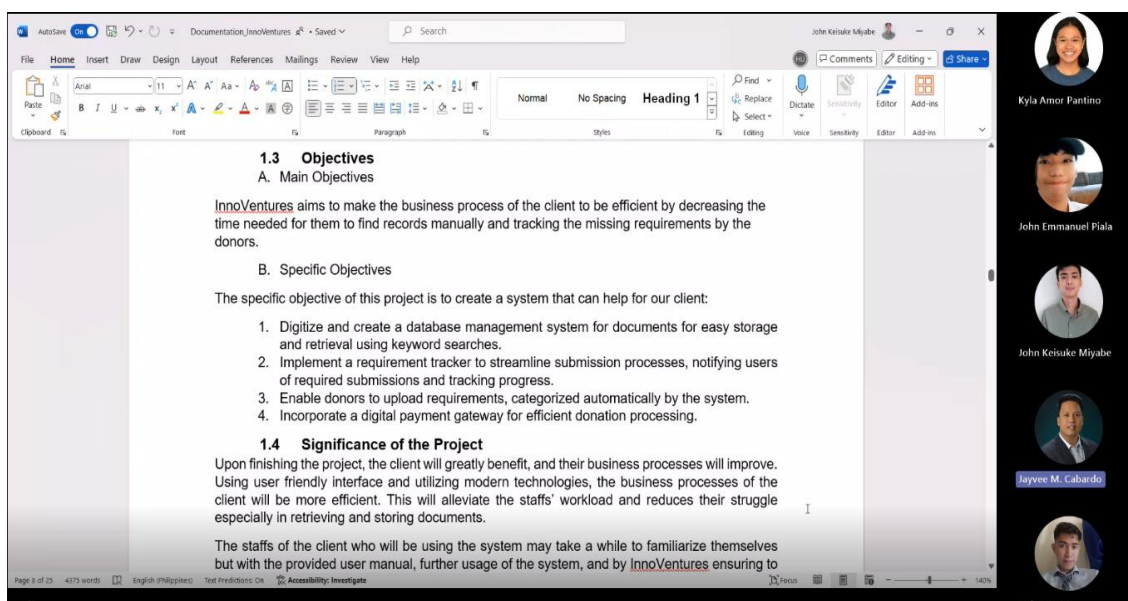 AutoSave On Documentation_InnoVentures • Saved Search John Keisuke Miyabe
File Home Insert Draw Design Layout References Mailings Review View Help Comments Editing Share
Paste Arial 11 Normal No Spacing Heading 1 Find Replace Select Dictate Sensitivity Editor Add-ins
Clipboard Font Paragraph Styles Editing Voice Sensitivity Editor Add-ins
1.3 Objectives
A. Main Objectives
InnoVentures aims to make the business process of the client to be efficient by decreasing the
time needed for them to find records manually and tracking the missing requirements by the
donors.
B. Specific Objectives
The specific objective of this project is to create a system that can help for our client:
1. Digitize and create a database management system for documents for easy storage
and retrieval using keyword searches.
2. Implement a requirement tracker to streamline submission processes, notifying users
of required submissions and tracking progress.
3. Enable donors to upload requirements, categorized automatically by the system.
4. Incorporate a digital payment gateway for efficient donation processing.
1.4 Significance of the Project
Upon finishing the project, the client will greatly benefit, and their business processes will improve.
Using user friendly interface and utilizing modern technologies, the business processes of the
client will be more efficient. This will alleviate the staffs' workload and reduces their struggle
especially in retrieving and storing documents.
The staffs of the client who will be using the system may take a while to familiarize themselves
but with the provided user manual, further usage of the system, and by InnoVentures ensuring to
Page 8 of 25 4375 words English (Philippines) Text Predictions: On Accessibility: Investigate Focus 140%
Kyla Amor Pantino
John Emmanuel Piala
John Keisuke Miyabe
Jayvee M. Cabardo